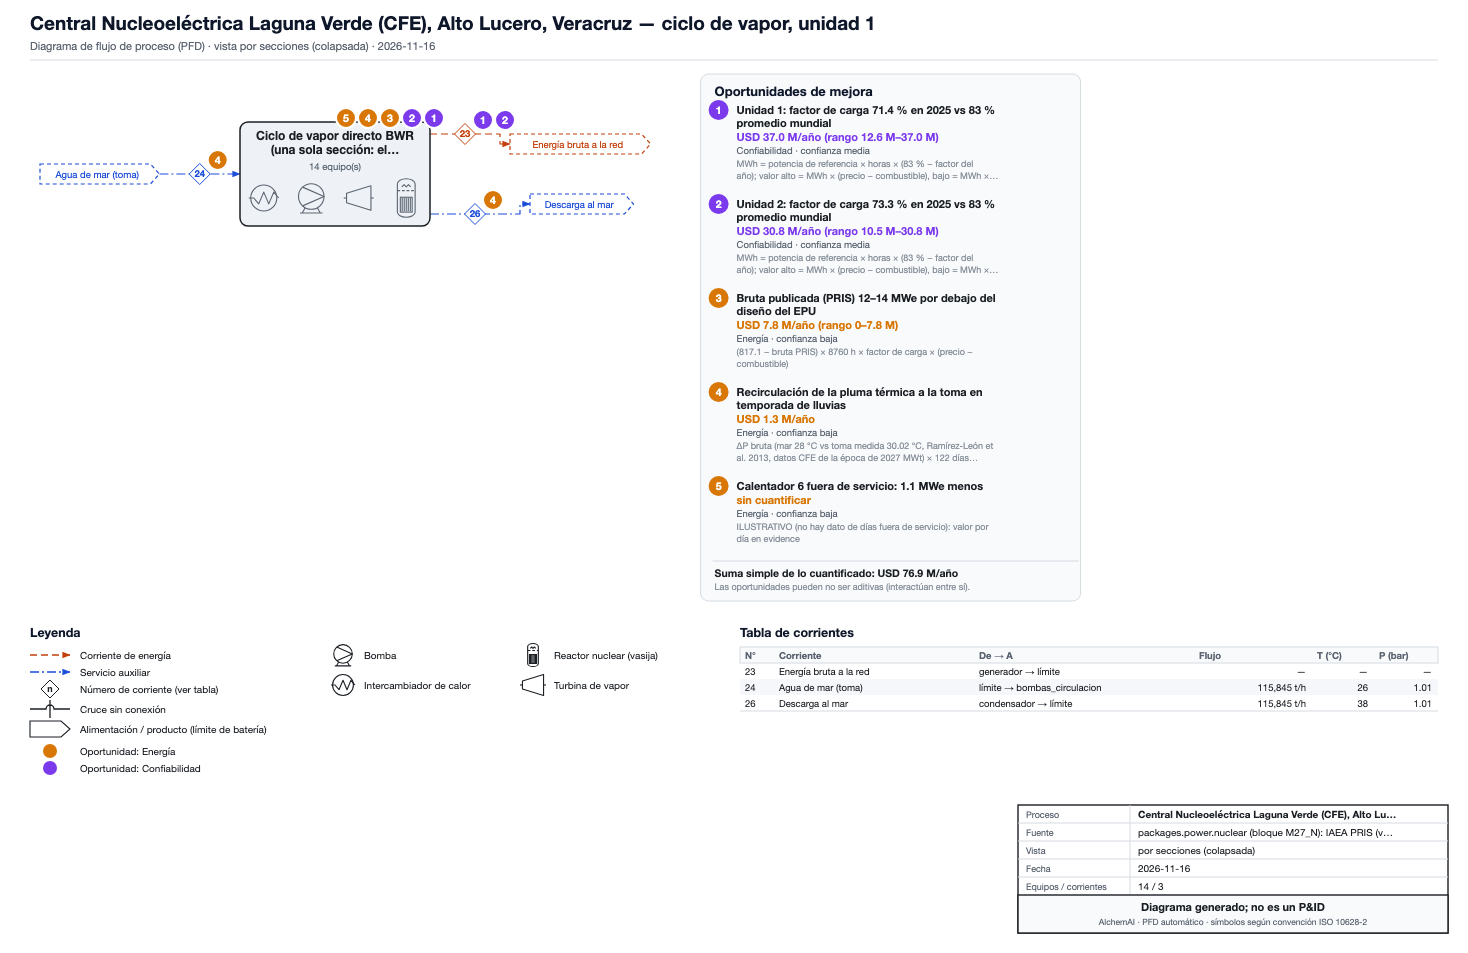 Central Nucleoeléctrica Laguna Verde (CFE), Alto Lucero, Veracruz — ciclo de vapor, unidad 1
Diagrama de flujo de proceso (PFD) · vista por secciones (colapsada) · 2026-11-16
5 4 3 2 1
Ciclo de vapor directo BWR
(una sola sección: el…
14 equipo(s)
Agua de mar (toma)
24
4
23
1 2
Energía bruta a la red
26
4
Descarga al mar
Oportunidades de mejora
1
Unidad 1: factor de carga 71.4 % en 2025 vs 83 %
promedio mundial
USD 37.0 M/año (rango 12.6 M–37.0 M)
Confiabilidad · confianza media
MWh = potencia de referencia × horas × (83 % − factor del
año); valor alto = MWh × (precio − combustible), bajo = MWh ×…
2
Unidad 2: factor de carga 73.3 % en 2025 vs 83 %
promedio mundial
USD 30.8 M/año (rango 10.5 M–30.8 M)
Confiabilidad · confianza media
MWh = potencia de referencia × horas × (83 % − factor del
año); valor alto = MWh × (precio − combustible), bajo = MWh ×…
3
Bruta publicada (PRIS) 12–14 MWe por debajo del
diseño del EPU
USD 7.8 M/año (rango 0–7.8 M)
Energía · confianza baja
(817.1 − bruta PRIS) × 8760 h × factor de carga × (precio −
combustible)
4
Recirculación de la pluma térmica a la toma en
temporada de lluvias
USD 1.3 M/año
Energía · confianza baja
ΔP bruta (mar 28 °C vs toma medida 30.02 °C, Ramírez-León et
al. 2013, datos CFE de la época de 2027 MWt) × 122 días…
5
Calentador 6 fuera de servicio: 1.1 MWe menos
sin cuantificar
Energía · confianza baja
ILUSTRATIVO (no hay dato de días fuera de servicio): valor por
día en evidence
Suma simple de lo cuantificado: USD 76.9 M/año
Las oportunidades pueden no ser aditivas (interactúan entre sí).
Leyenda
Corriente de energía
Servicio auxiliar
n Número de corriente (ver tabla)
Cruce sin conexión
Alimentación / producto (límite de batería)
Oportunidad: Energía
Oportunidad: Confiabilidad
Bomba
Intercambiador de calor
Reactor nuclear (vasija)
Turbina de vapor
Tabla de corrientes
N° Corriente De → A Flujo T (°C) P (bar)
23 Energía bruta a la red generador → límite — — —
24 Agua de mar (toma) límite → bombas_circulacion 115,845 t/h 26 1.01
26 Descarga al mar condensador → límite 115,845 t/h 38 1.01
Proceso Central Nucleoeléctrica Laguna Verde (CFE), Alto Lu…
Fuente packages.power.nuclear (bloque M27_N): IAEA PRIS (v…
Vista por secciones (colapsada)
Fecha 2026-11-16
Equipos / corrientes 14 / 3
Diagrama generado; no es un P&ID
AlchemAI · PFD automático · símbolos según convención ISO 10628-2